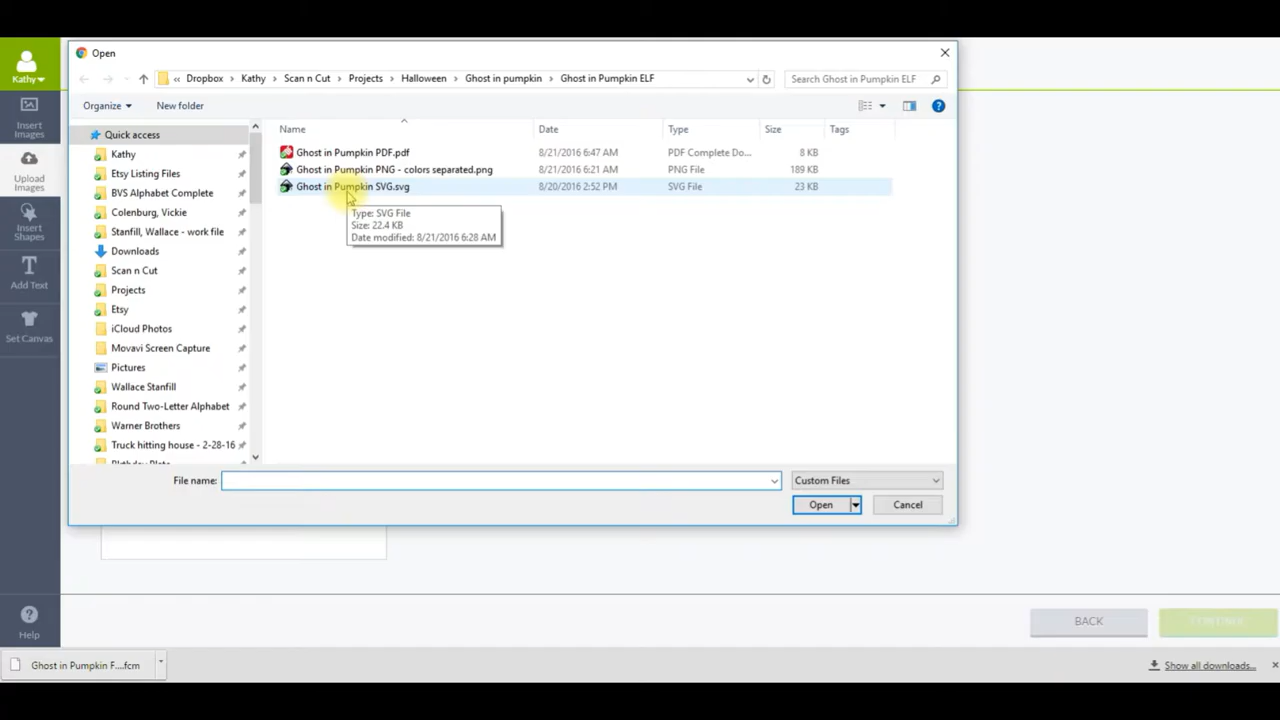 Open
Kathy
« Dropbox > Kathy > Scan n Cut > Projects > Halloween > Ghost in pumpkin > Ghost in Pumpkin ELF
Search Ghost in Pumpkin ELF
Organize
New folder
Insert
Images
Upload
Images
Insert
Shapes
Add Text
Set Canvas
Help
Quick access
Kathy
Etsy Listing Files
BVS Alphabet Complete
Colenburg, Vickie
Stanfill, Wallace - work file
Downloads
Scan n Cut
Projects
Etsy
iCloud Photos
Movavi Screen Capture
Pictures
Wallace Stanfill
Round Two-Letter Alphabet
Warner Brothers
Truck hitting house - 2-28-16
Birthday Plate
Name Date Type Size Tags
Ghost in Pumpkin PDF.pdf 8/21/2016 6:47 AM PDF Complete Do... 8 KB
Ghost in Pumpkin PNG - colors separated.png 8/21/2016 6:21 AM PNG File 189 KB
Ghost in Pumpkin SVG.svg 8/20/2016 2:52 PM SVG File 23 KB
Type: SVG File
Size: 22.4 KB
Date modified: 8/21/2016 6:28 AM
File name:
Custom Files
Open
Cancel
BACK
CONTINUE
Ghost in Pumpkin F....fcm
Show all downloads...